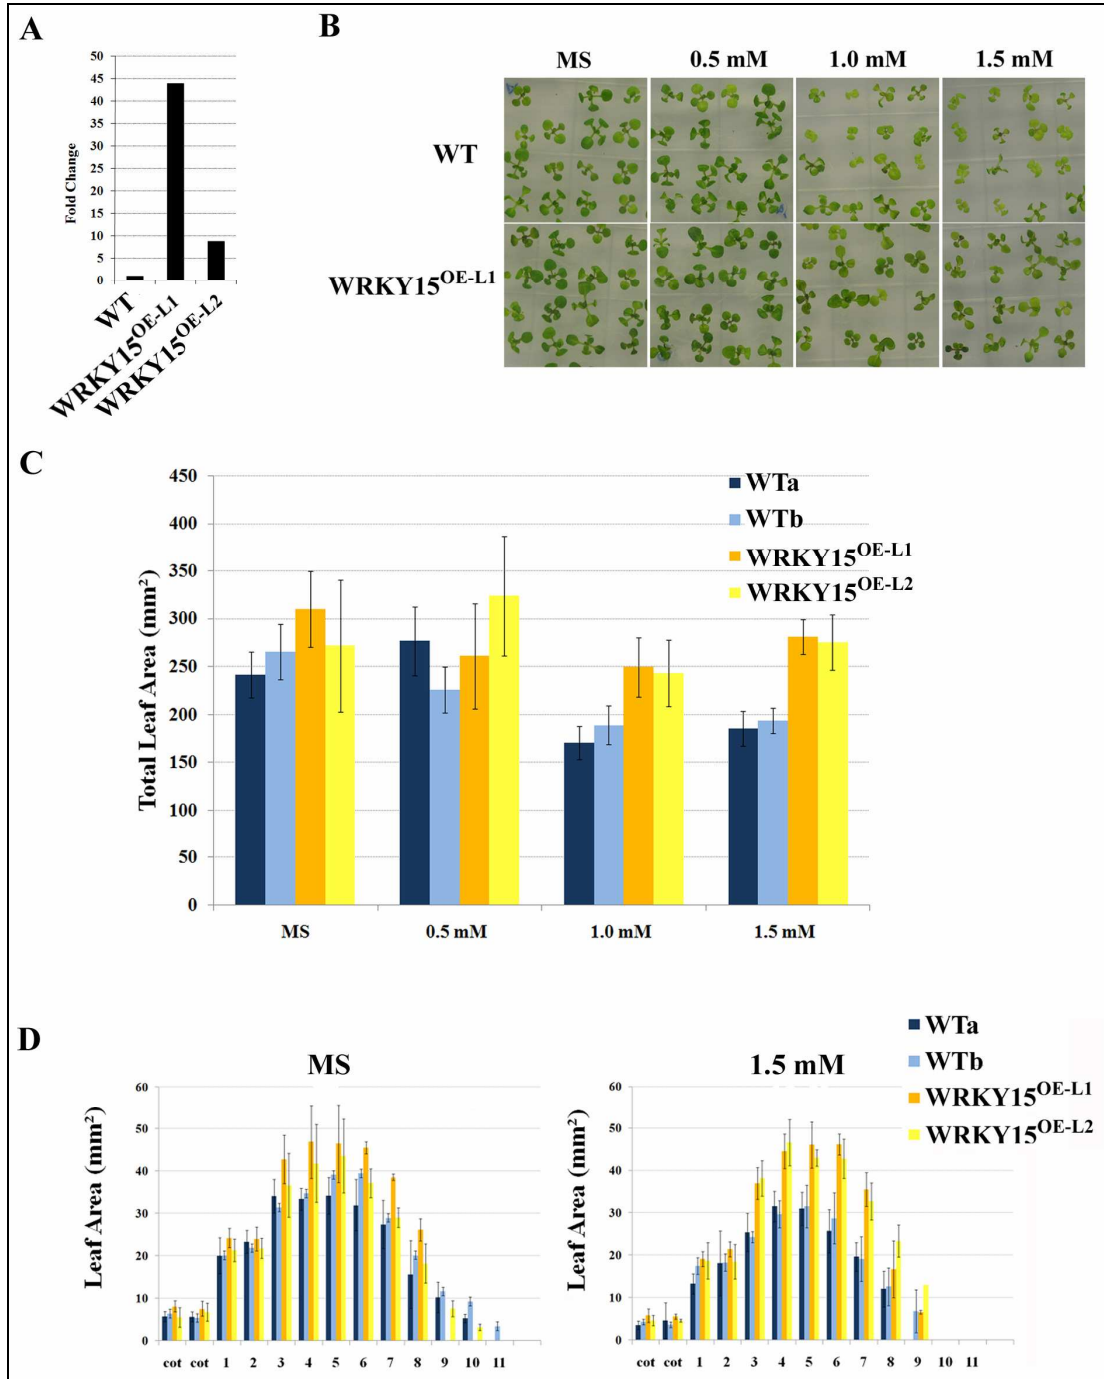 A
50
45
40
35
30
25
20
15
10
5
0
Fold Change
WT
WRKY15OE-L1
WRKY15OE-L2
B
MS 0.5 mM 1.0 mM 1.5 mM
WT
WRKY15OE-L1
C
450
400
350
300
250
200
150
100
50
0
Total Leaf Area (mm²)
WTa
WTb
WRKY15OE-L1
WRKY15OE-L2
MS 0.5 mM 1.0 mM 1.5 mM
D
WTa
WTb
WRKY15OE-L1
WRKY15OE-L2
MS
60
50
40
30
20
10
0
Leaf Area (mm²)
cot cot 1 2 3 4 5 6 7 8 9 10 11
1.5 mM
60
50
40
30
20
10
0
Leaf Area (mm²)
cot cot 1 2 3 4 5 6 7 8 9 10 11